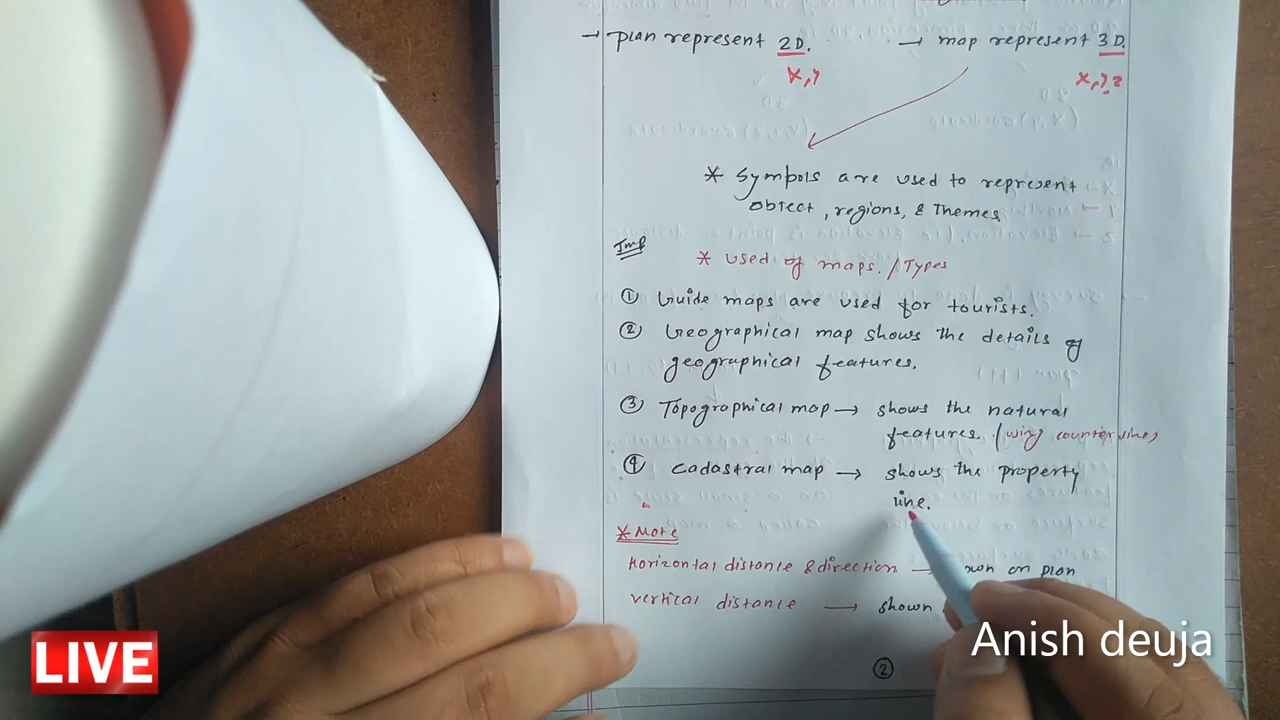 → plan represent 2D. → map represent 3D.
x,y x,y,z
* Symbols are used to represent
object, regions, & themes
Imp
* used of maps. / Types
① Guide maps are used for tourists.
② Geographical map shows the details of
geographical features.
③ Topographical map → shows the natural
features. (using counter lines)
④ cadastral map → shows the property
line.
* Note
Horizontal distance & direction → on plan
vertical distance → shown
②
LIVE
Anish deuja